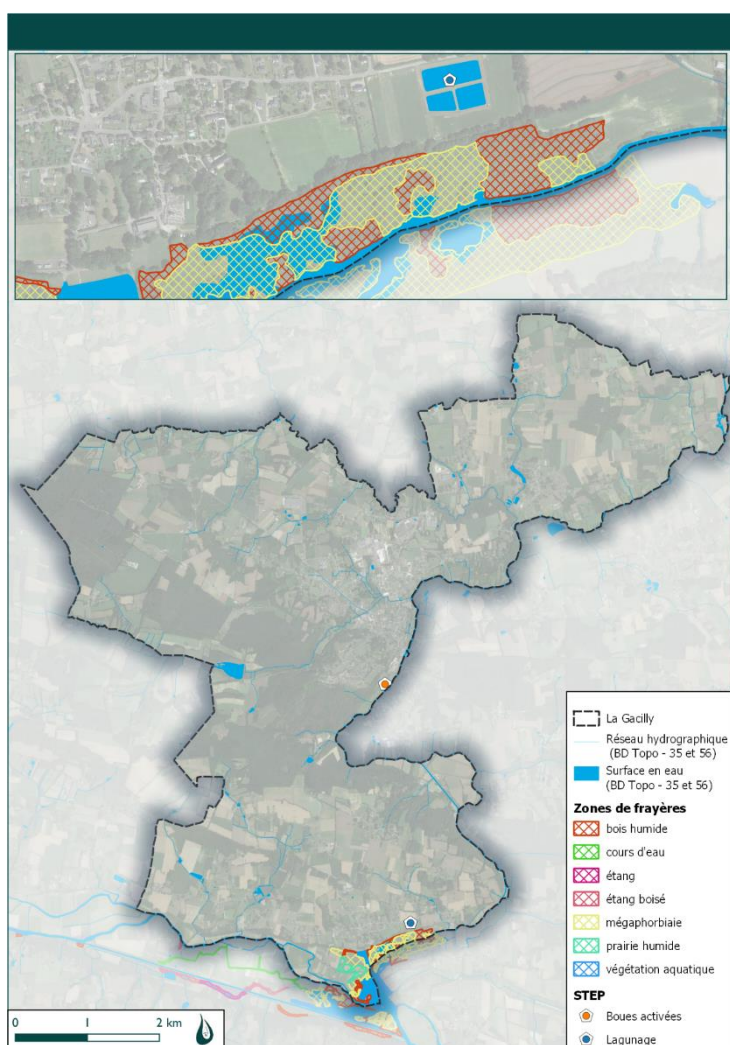 La Gacilly
Réseau hydrographique
(BD Topo - 35 et 56)
Surface en eau
(BD Topo - 35 et 56)
Zones de frayères
bois humide
cours d'eau
étang
étang boisé
mégaphorbiaie
prairie humide
végétation aquatique
STEP
Boues activées
Lagunage
0 1 2 km